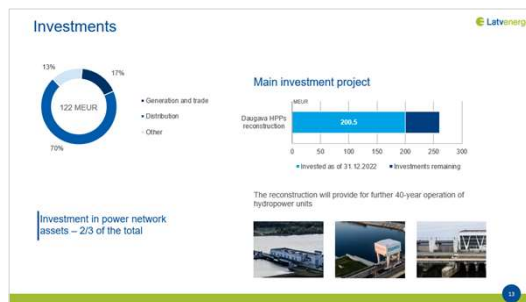 Investments
Latvenergo
13%
17%
122 MEUR
70%
Generation and trade
Distribution
Other
Investment in power network
assets – 2/3 of the total
Main investment project
MEUR
Daugava HPPs
reconstruction
200.5
0 50 100 150 200 250 300
Invested as of 31.12.2022 Investments remaining
The reconstruction will provide for further 40-year operation of
hydropower units
13